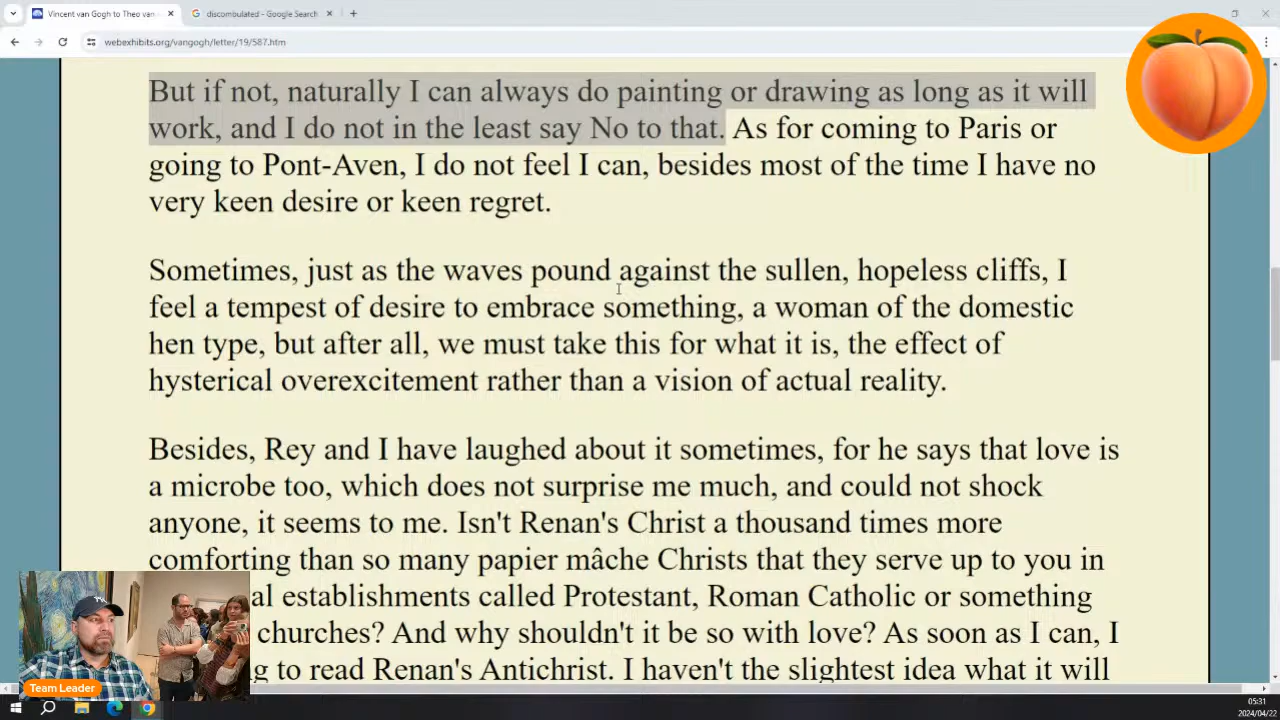 Vincent van Gogh to Theo van
discombulated - Google Search
webexhibits.org/vangogh/letter/19/587.htm
But if not, naturally I can always do painting or drawing as long as it will
work, and I do not in the least say No to that. As for coming to Paris or
going to Pont-Aven, I do not feel I can, besides most of the time I have no
very keen desire or keen regret.
Sometimes, just as the waves pound against the sullen, hopeless cliffs, I
feel a tempest of desire to embrace something, a woman of the domestic
hen type, but after all, we must take this for what it is, the effect of
hysterical overexcitement rather than a vision of actual reality.
Besides, Rey and I have laughed about it sometimes, for he says that love is
a microbe too, which does not surprise me much, and could not shock
anyone, it seems to me. Isn't Renan's Christ a thousand times more
comforting than so many papier mâche Christs that they serve up to you in
al establishments called Protestant, Roman Catholic or something
churches? And why shouldn't it be so with love? As soon as I can, I
g to read Renan's Antichrist. I haven't the slightest idea what it will
Team Leader
05:31
2024/04/22